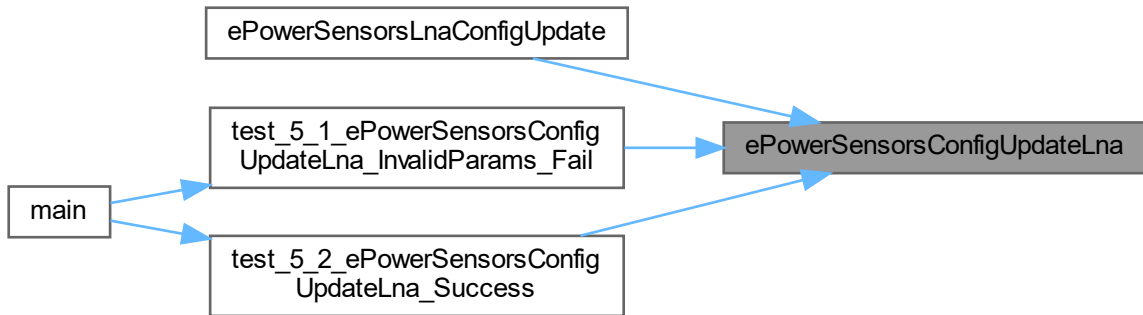 ePowerSensorsLnaConfigUpdate
test_5_1_ePowerSensorsConfig
UpdateLna_InvalidParams_Fail
ePowerSensorsConfigUpdateLna
main
test_5_2_ePowerSensorsConfig
UpdateLna_Success